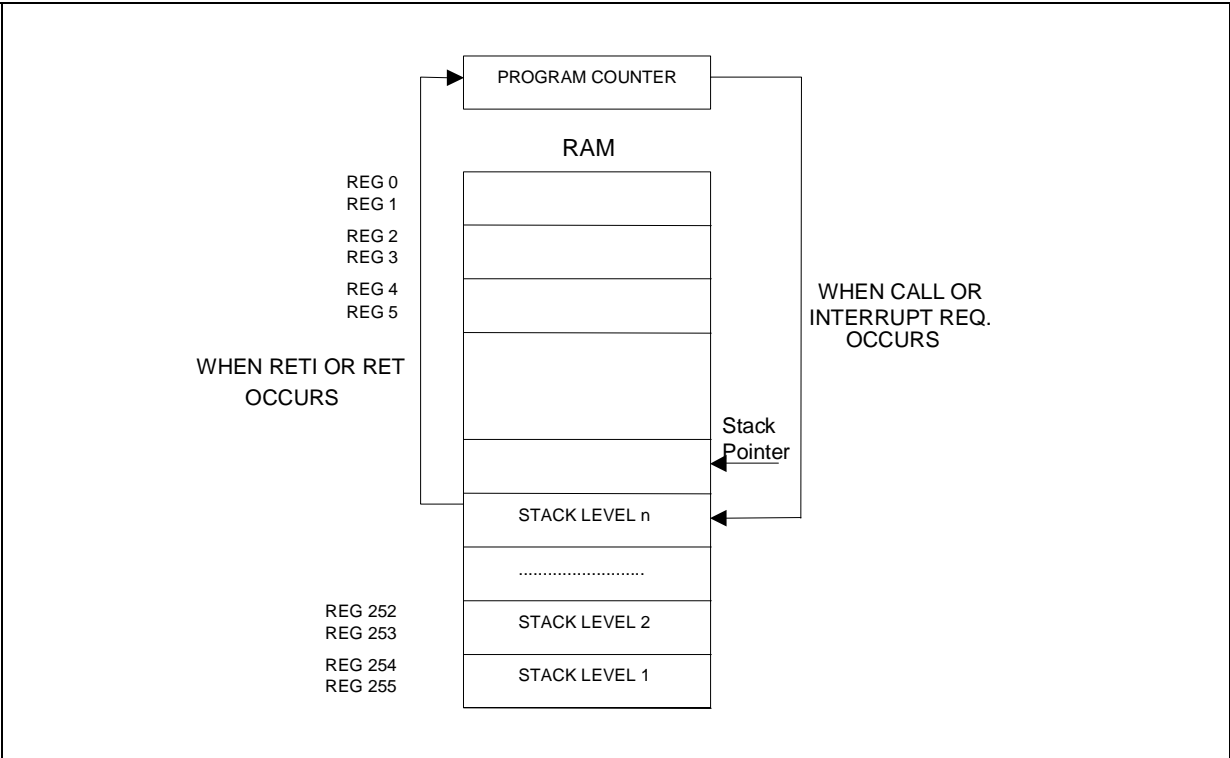 PROGRAM COUNTER
RAM
REG 0
REG 1
REG 2
REG 3
REG 4
REG 5
WHEN CALL OR
INTERRUPT REQ.
OCCURS
WHEN RETI OR RET
OCCURS
Stack
Pointer
STACK LEVEL n
..........................
REG 252
REG 253
STACK LEVEL 2
REG 254
REG 255
STACK LEVEL 1